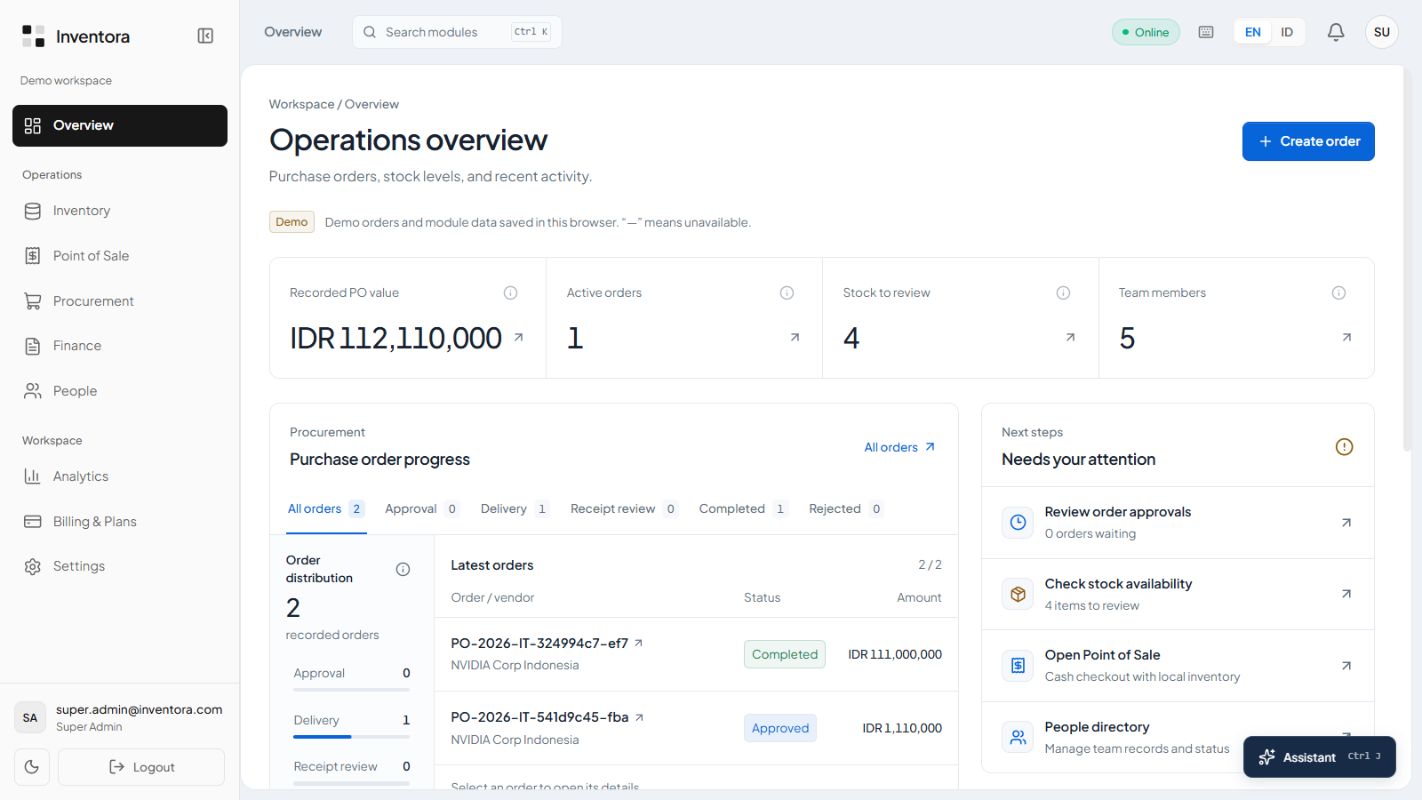 Inventora
Demo workspace
Overview
Operations
Inventory
Point of Sale
Procurement
Finance
People
Workspace
Analytics
Billing & Plans
Settings
SA
super.admin@inventora.com
Super Admin
Logout
Overview
Search modules
Ctrl K
Online
EN
ID
SU
Workspace / Overview
Operations overview
Create order
Purchase orders, stock levels, and recent activity.
Demo
Demo orders and module data saved in this browser. “—” means unavailable.
Recorded PO value
IDR 112,110,000
Active orders
1
Stock to review
4
Team members
5
Procurement
Purchase order progress
All orders
All orders 2
Approval 0
Delivery 1
Receipt review 0
Completed 1
Rejected 0
Order
distribution
2
recorded orders
Approval 0
Delivery 1
Receipt review 0
Latest orders
2 / 2
Order / vendor
Status
Amount
PO-2026-IT-324994c7-ef7
NVIDIA Corp Indonesia
Completed
IDR 111,000,000
PO-2026-IT-541d9c45-fba
NVIDIA Corp Indonesia
Approved
IDR 1,110,000
Select an order to open its details
Next steps
Needs your attention
Review order approvals
0 orders waiting
Check stock availability
4 items to review
Open Point of Sale
Cash checkout with local inventory
People directory
Manage team records and status
Assistant
Ctrl J